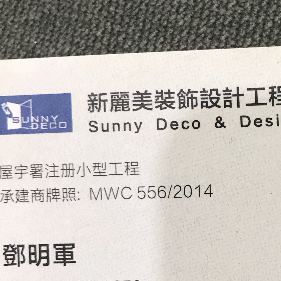 SUNNY
DECO
新麗美裝飾設計工程
Sunny Deco & Desi
屋宇署注册小型工程
承建商牌照: MWC 556/2014
鄧明軍